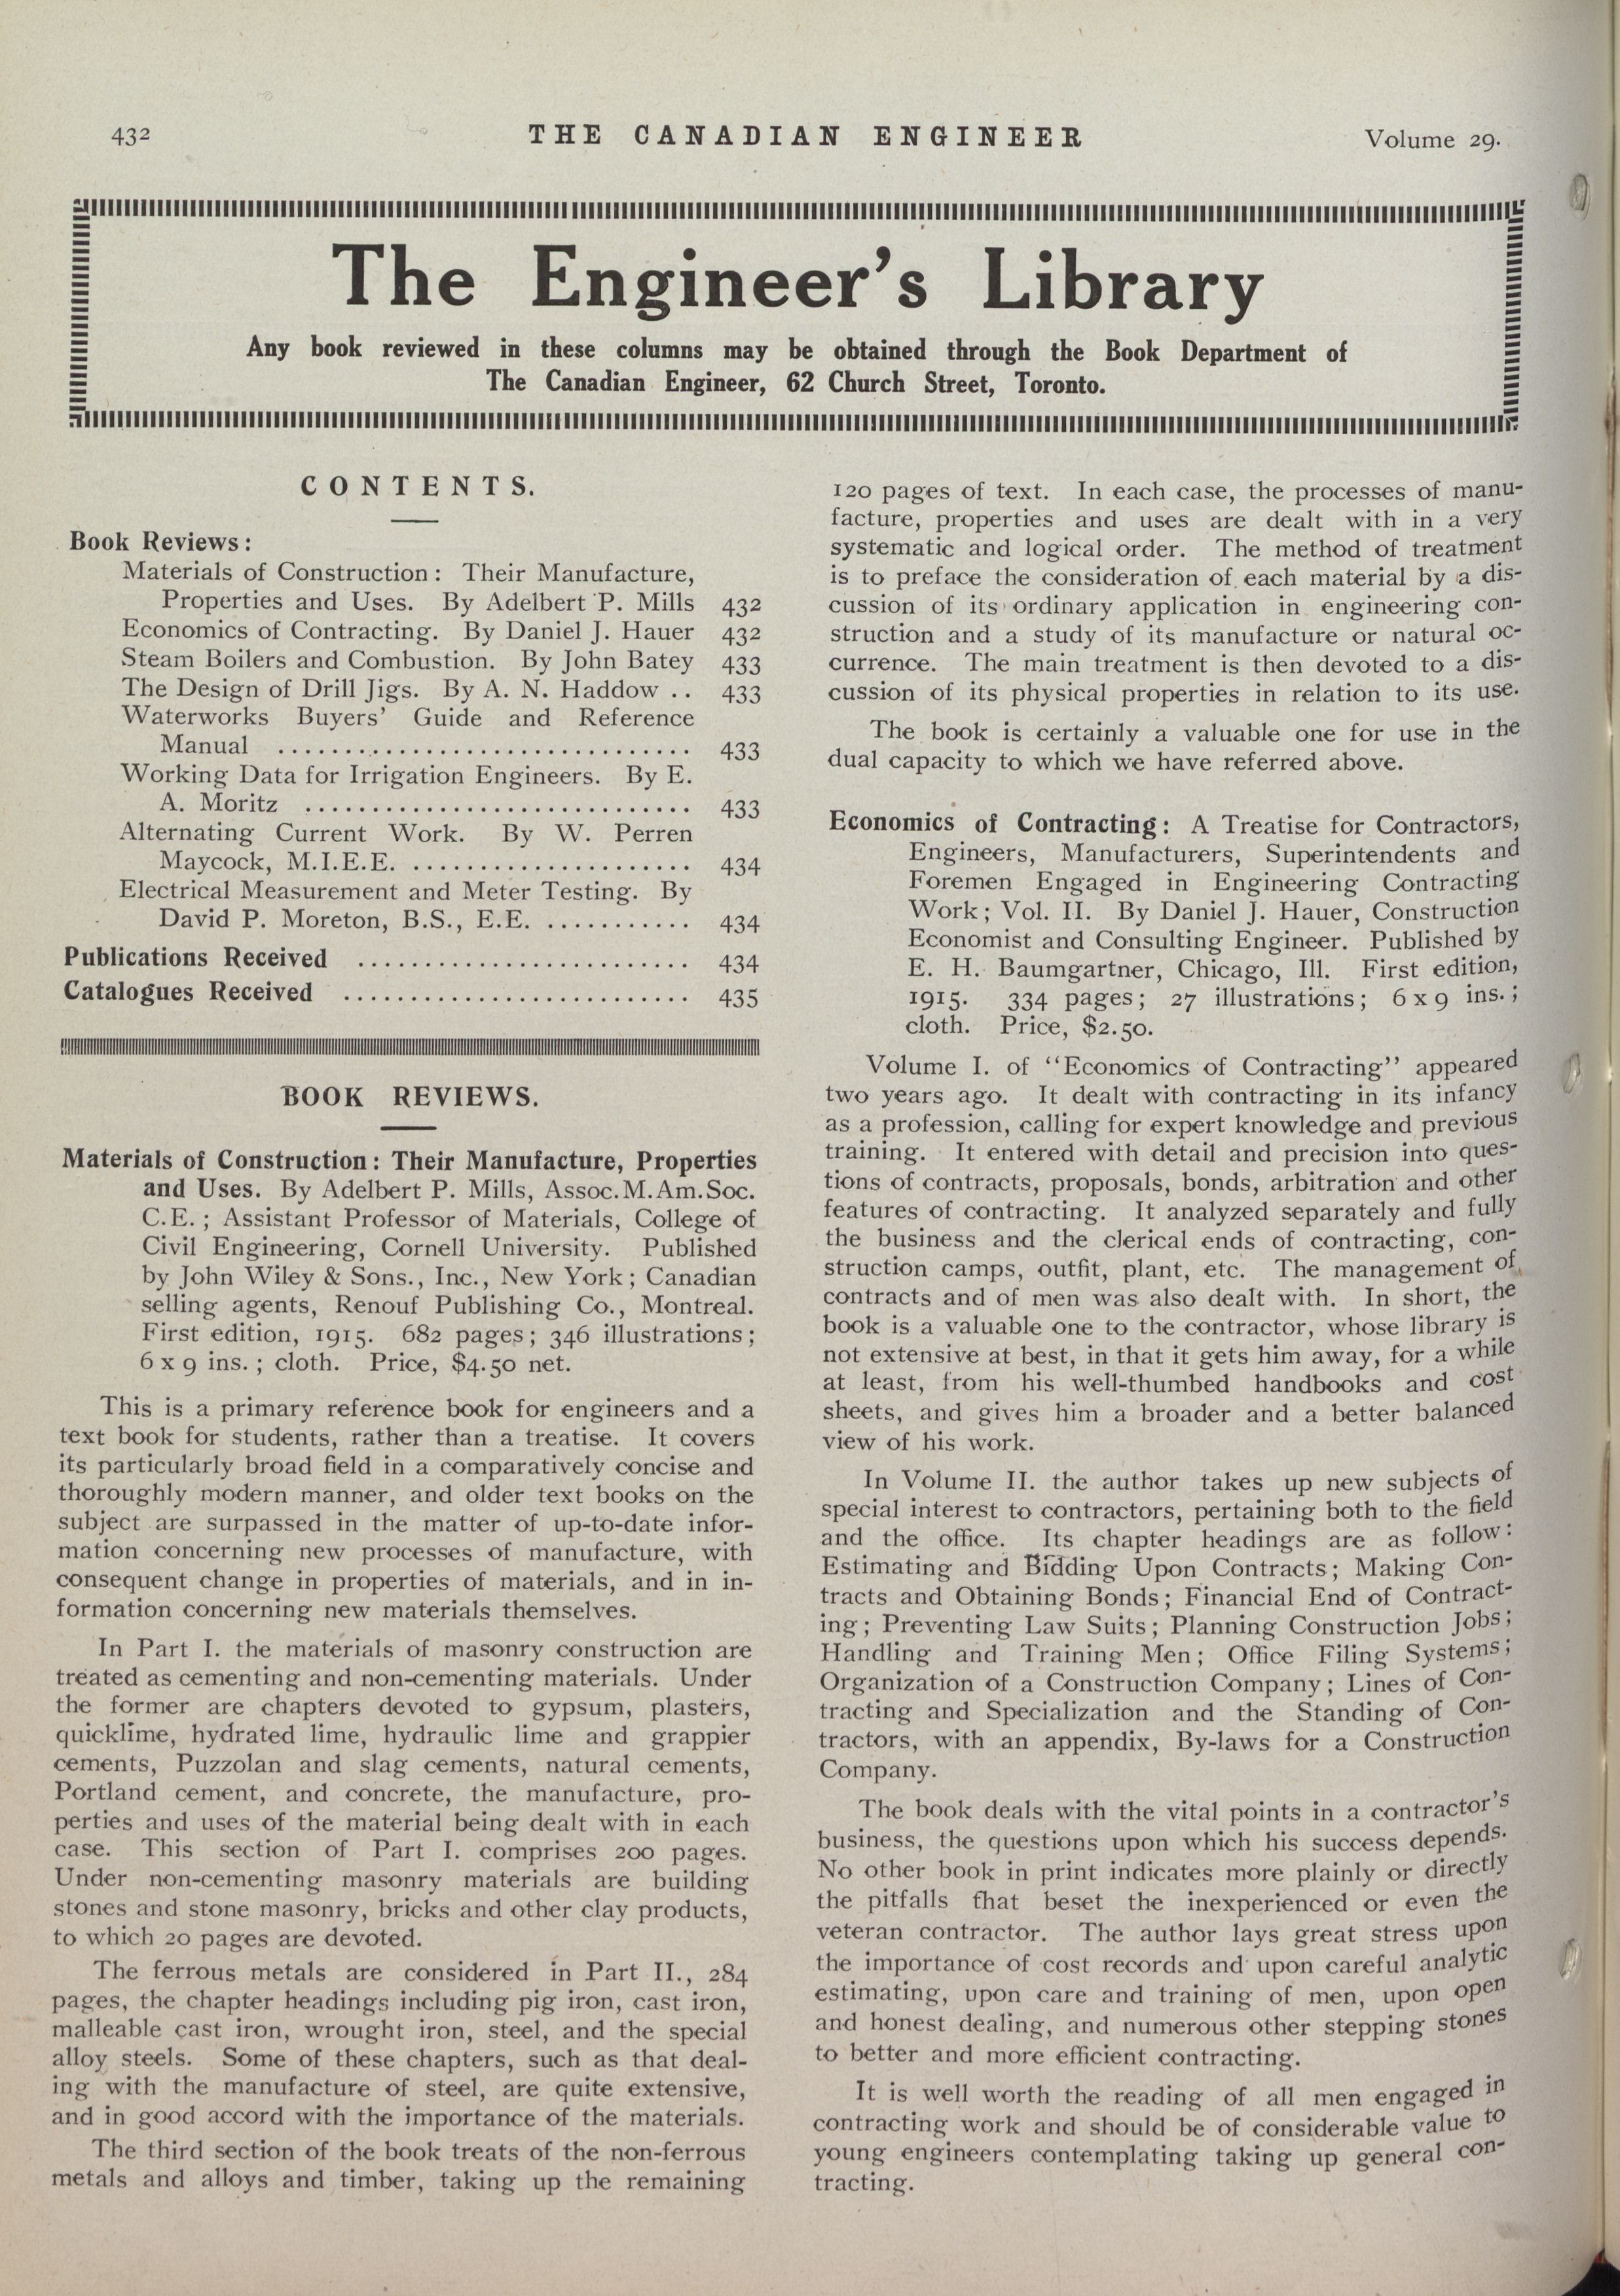 432
THE CANADIAN ENGINEER
Volume 29.
The Engineer's Library
Any book reviewed in these columns may be obtained through the Book Department of
The Canadian Engineer, 62 Church Street, Toronto.
CONTENTS.
Book Reviews:
Materials of Construction: Their Manufacture,
Properties and Uses. By Adelbert P. Mills 432
Economics of Contracting. By Daniel J. Hauer 432
Steam Boilers and Combustion. By John Batey 433
The Design of Drill Jigs. By A. N. Haddow .. 433
Waterworks Buyers' Guide and Reference
Manual ............................... 433
Working Data for Irrigation Engineers. By E.
A. Moritz ............................. 433
Alternating Current Work. By W. Perren
Maycock, M.I.E.E. ..................... 434
Electrical Measurement and Meter Testing. By
David P. Moreton, B.S., E.E. ........... 434
Publications Received ......................... 434
Catalogues Received .......................... 435
BOOK REVIEWS.
Materials of Construction: Their Manufacture, Properties
and Uses. By Adelbert P. Mills, Assoc.M.Am.Soc.
C.E.; Assistant Professor of Materials, College of
Civil Engineering, Cornell University. Published
by John Wiley & Sons., Inc., New York; Canadian
selling agents, Renouf Publishing Co., Montreal.
First edition, 1915. 682 pages; 346 illustrations;
6 x 9 ins.; cloth. Price, $4.50 net.
This is a primary reference book for engineers and a
text book for students, rather than a treatise. It covers
its particularly broad field in a comparatively concise and
thoroughly modern manner, and older text books on the
subject are surpassed in the matter of up-to-date infor-
mation concerning new processes of manufacture, with
consequent change in properties of materials, and in in-
formation concerning new materials themselves.
In Part I. the materials of masonry construction are
treated as cementing and non-cementing materials. Under
the former are chapters devoted to gypsum, plasters,
quicklime, hydrated lime, hydraulic lime and grappier
cements, Puzzolan and slag cements, natural cements,
Portland cement, and concrete, the manufacture, pro-
perties and uses of the material being dealt with in each
case. This section of Part I. comprises 200 pages.
Under non-cementing masonry materials are building
stones and stone masonry, bricks and other clay products,
to which 20 pages are devoted.
The ferrous metals are considered in Part II., 284
pages, the chapter headings including pig iron, cast iron,
malleable cast iron, wrought iron, steel, and the special
alloy steels. Some of these chapters, such as that deal-
ing with the manufacture of steel, are quite extensive,
and in good accord with the importance of the materials.
The third section of the book treats of the non-ferrous
metals and alloys and timber, taking up the remaining
120 pages of text. In each case, the processes of manu-
facture, properties and uses are dealt with in a very
systematic and logical order. The method of treatment
is to preface the consideration of each material by a dis-
cussion of its ordinary application in engineering con-
struction and a study of its manufacture or natural oc-
currence. The main treatment is then devoted to a dis-
cussion of its physical properties in relation to its use.
The book is certainly a valuable one for use in the
dual capacity to which we have referred above.
Economics of Contracting: A Treatise for Contractors,
Engineers, Manufacturers, Superintendents and
Foremen Engaged in Engineering Contracting
Work; Vol. II. By Daniel J. Hauer, Construction
Economist and Consulting Engineer. Published by
E. H. Baumgartner, Chicago, Ill. First edition,
1915. 334 pages; 27 illustrations; 6 x 9 ins.;
cloth. Price, $2.50.
Volume I. of "Economics of Contracting" appeared
two years ago. It dealt with contracting in its infancy
as a profession, calling for expert knowledge and previous
training. It entered with detail and precision into ques-
tions of contracts, proposals, bonds, arbitration and other
features of contracting. It analyzed separately and fully
the business and the clerical ends of contracting, con-
struction camps, outfit, plant, etc. The management of
contracts and of men was also dealt with. In short, the
book is a valuable one to the contractor, whose library is
not extensive at best, in that it gets him away, for a while
at least, from his well-thumbed handbooks and cost
sheets, and gives him a broader and a better balanced
view of his work.
In Volume II. the author takes up new subjects of
special interest to contractors, pertaining both to the field
and the office. Its chapter headings are as follow:
Estimating and Bidding Upon Contracts; Making Con-
tracts and Obtaining Bonds; Financial End of Contract-
ing; Preventing Law Suits; Planning Construction Jobs;
Handling and Training Men; Office Filing Systems;
Organization of a Construction Company; Lines of Con-
tracting and Specialization and the Standing of Con-
tractors, with an appendix, By-laws for a Construction
Company.
The book deals with the vital points in a contractor's
business, the questions upon which his success depends.
No other book in print indicates more plainly or directly
the pitfalls that beset the inexperienced or even the
veteran contractor. The author lays great stress upon
the importance of cost records and upon careful analytic
estimating, upon care and training of men, upon open
and honest dealing, and numerous other stepping stones
to better and more efficient contracting.
It is well worth the reading of all men engaged in
contracting work and should be of considerable value to
young engineers contemplating taking up general con-
tracting.